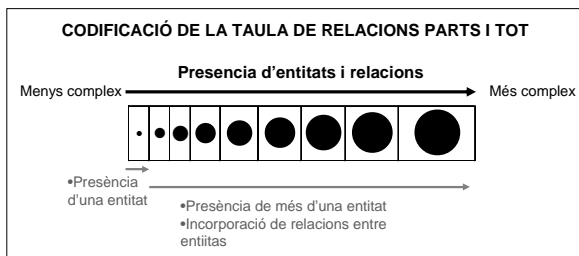 CODIFICACIÓ DE LA TAULA DE RELACIONS PARTS I TOT
Presencia d'entitats i relacions
Menys complex
Més complex
•Presència
d'una entitat
•Presència de més d'una entitat
•Incorporació de relacions entre
entiitas